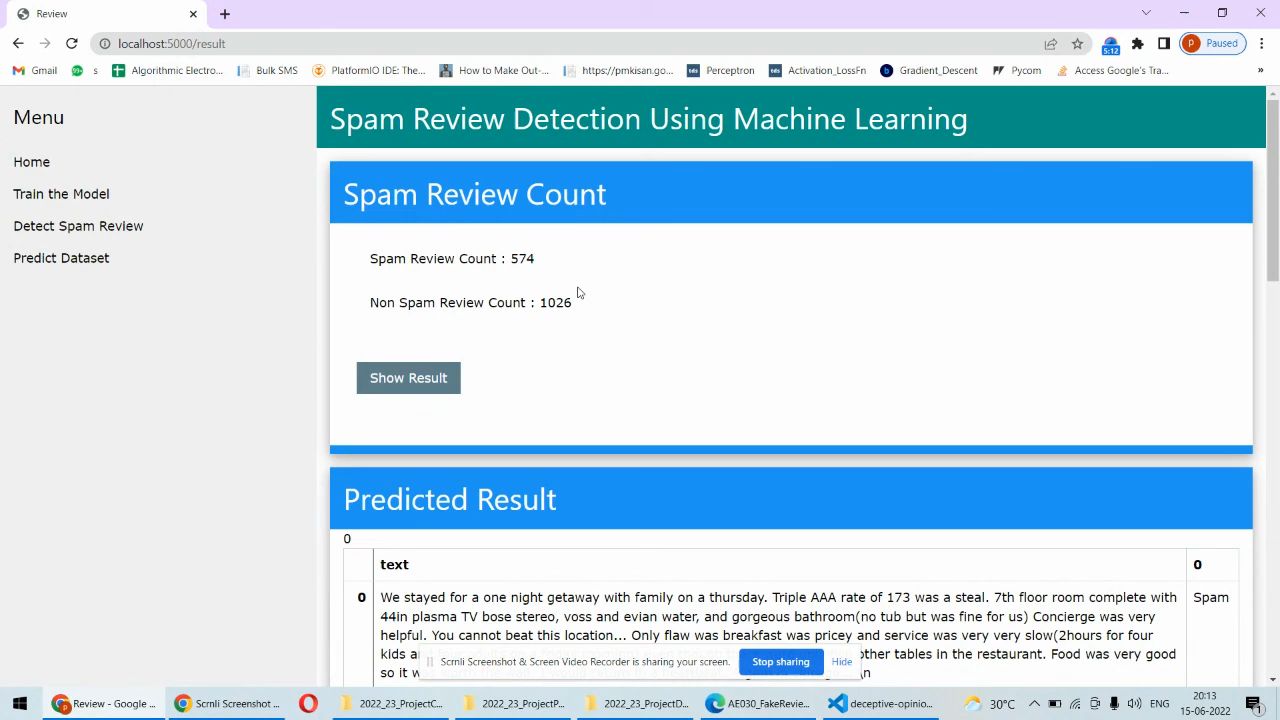 Review
localhost:5000/result
5:12
P Paused
Gmail
s
Algorithmic Electro...
Bulk SMS
PlatformIO IDE: The...
How to Make Out-...
https://pmkisan.go...
Perceptron
Activation_LossFn
Gradient_Descent
Pycom
Access Google's Tra...
»
Menu
Home
Train the Model
Detect Spam Review
Predict Dataset
Spam Review Detection Using Machine Learning
Spam Review Count
Spam Review Count : 574
Non Spam Review Count : 1026
Show Result
Predicted Result
0
text 0
0 We stayed for a one night getaway with family on a thursday. Triple AAA rate of 173 was a steal. 7th floor room complete with Spam
44in plasma TV bose stereo, voss and evian water, and gorgeous bathroom(no tub but was fine for us) Concierge was very
helpful. You cannot beat this location... Only flaw was breakfast was pricey and service was very very slow(2hours for four
kids other tables in the restaurant. Food was very good
so it w \n
Scrnli Screenshot & Screen Video Recorder is sharing your screen. Stop sharing Hide
Review - Google ...
Scrnli Screenshot ...
2022_23_ProjectC...
2022_23_Project...
2022_23_ProjectD...
AE030_FakeRevie...
deceptive-opinio...
30°C
20:13
15-06-2022
1